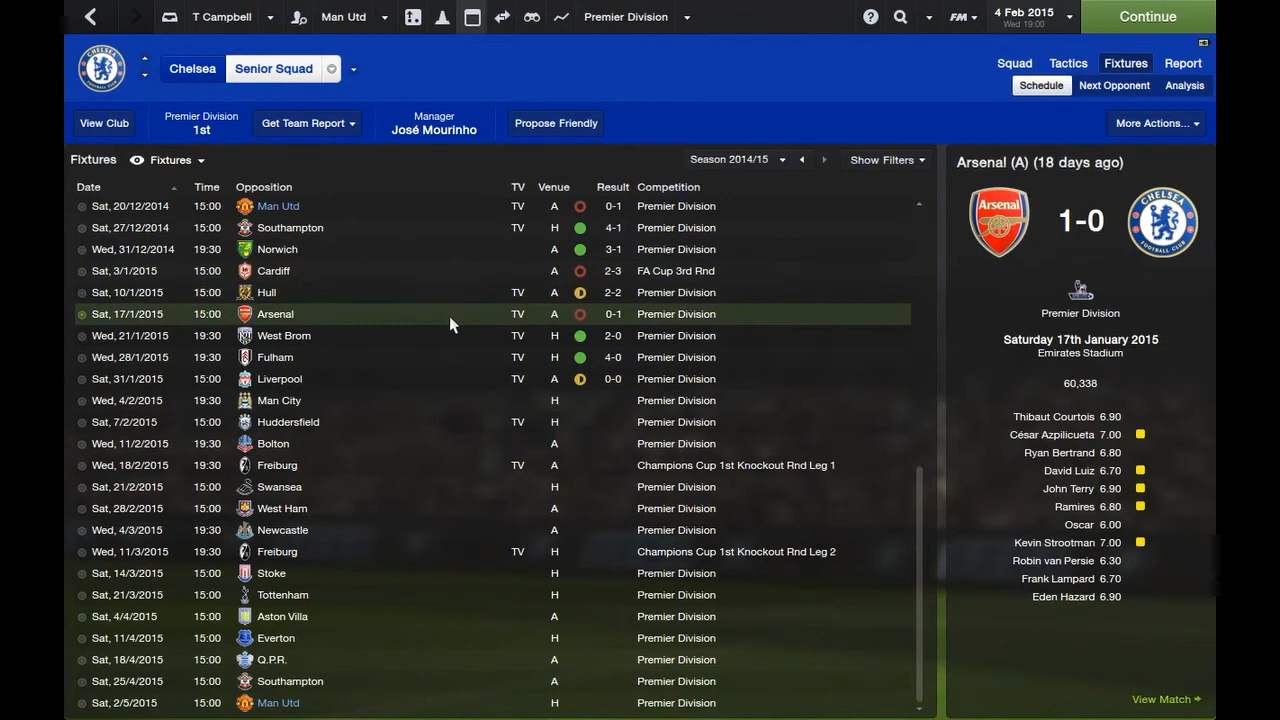 T Campbell Man Utd Premier Division FM 4 Feb 2015 Continue
Wed 19:00
Chelsea Senior Squad Squad Tactics Fixtures Report
Schedule Next Opponent Analysis
View Club Premier Division Get Team Report Manager Propose Friendly More Actions...
1st José Mourinho
Fixtures Fixtures Season 2014/15 Show Filters
Date Time Opposition TV Venue Result Competition
Sat, 20/12/2014 15:00 Man Utd TV A 0-1 Premier Division
Sat, 27/12/2014 15:00 Southampton TV H 4-1 Premier Division
Wed, 31/12/2014 19:30 Norwich A 3-1 Premier Division
Sat, 3/1/2015 15:00 Cardiff A 2-3 FA Cup 3rd Rnd
Sat, 10/1/2015 15:00 Hull TV A 2-2 Premier Division
Sat, 17/1/2015 15:00 Arsenal TV A 0-1 Premier Division
Wed, 21/1/2015 19:30 West Brom TV H 2-0 Premier Division
Wed, 28/1/2015 19:30 Fulham TV H 4-0 Premier Division
Sat, 31/1/2015 15:00 Liverpool TV A 0-0 Premier Division
Wed, 4/2/2015 19:30 Man City H Premier Division
Sat, 7/2/2015 15:00 Huddersfield TV H Premier Division
Wed, 11/2/2015 19:30 Bolton A Premier Division
Wed, 18/2/2015 19:30 Freiburg TV A Champions Cup 1st Knockout Rnd Leg 1
Sat, 21/2/2015 15:00 Swansea H Premier Division
Sat, 28/2/2015 15:00 West Ham A Premier Division
Wed, 4/3/2015 19:30 Newcastle A Premier Division
Wed, 11/3/2015 19:30 Freiburg TV H Champions Cup 1st Knockout Rnd Leg 2
Sat, 14/3/2015 15:00 Stoke H Premier Division
Sat, 21/3/2015 15:00 Tottenham H Premier Division
Sat, 4/4/2015 15:00 Aston Villa A Premier Division
Sat, 11/4/2015 15:00 Everton H Premier Division
Sat, 18/4/2015 15:00 Q.P.R. A Premier Division
Sat, 25/4/2015 15:00 Southampton A Premier Division
Sat, 2/5/2015 15:00 Man Utd H Premier Division
Arsenal (A) (18 days ago)
Arsenal 1-0 CHELSEA FOOTBALL CLUB
Premier Division
Saturday 17th January 2015
Emirates Stadium
60,338
Thibaut Courtois 6.90
César Azpilicueta 7.00
Ryan Bertrand 6.80
David Luiz 6.70
John Terry 6.90
Ramires 6.80
Oscar 6.00
Kevin Strootman 7.00
Robin van Persie 6.30
Frank Lampard 6.70
Eden Hazard 6.90
View Match